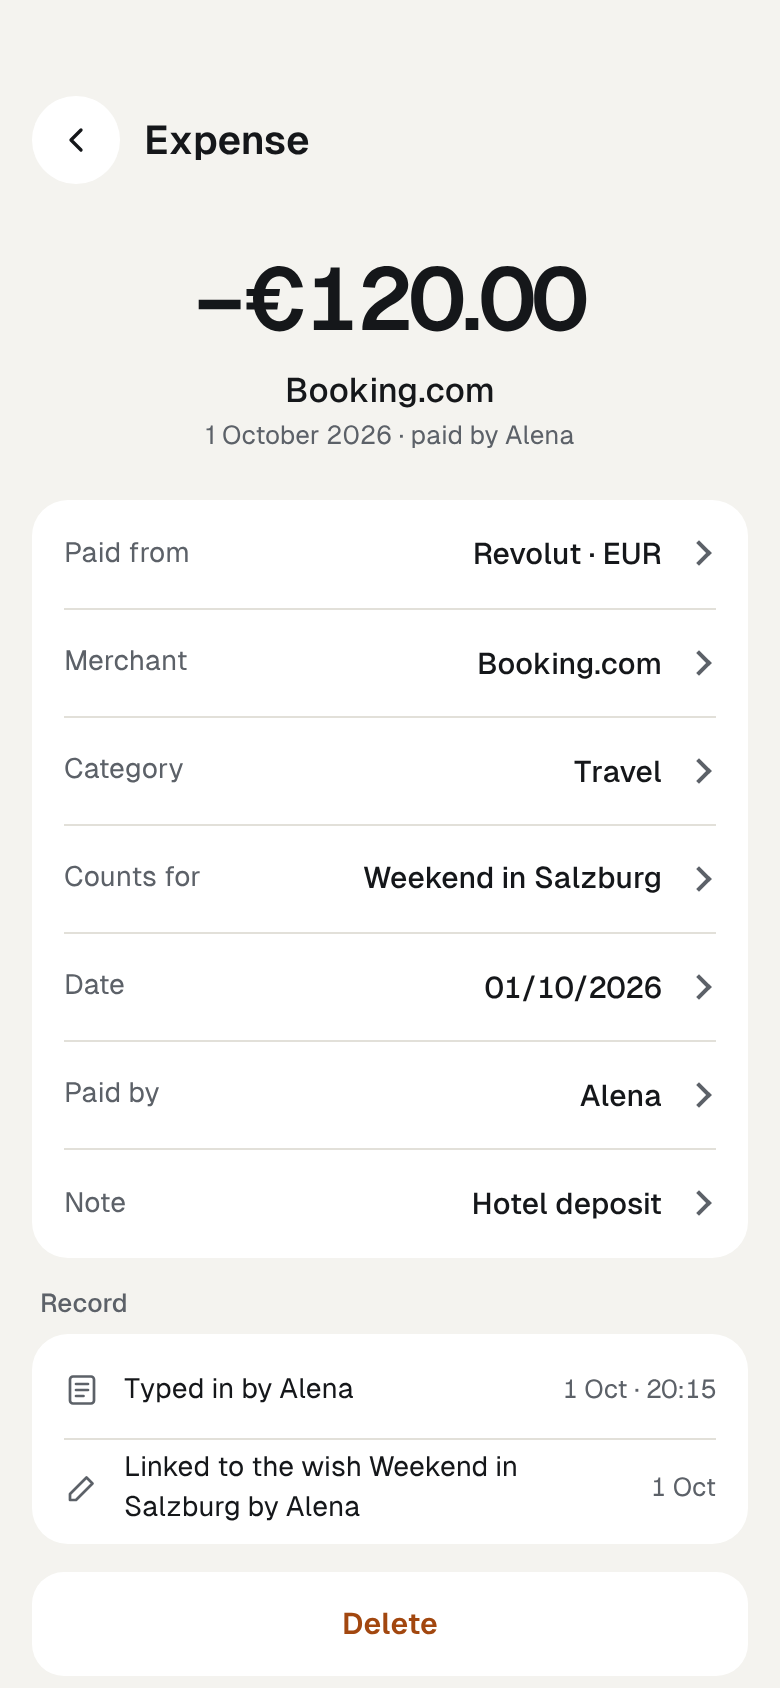 Expense
−€120.00
Booking.com
1 October 2026 · paid by Alena
Paid from Revolut · EUR
Merchant Booking.com
Category Travel
Counts for Weekend in Salzburg
Date 01/10/2026
Paid by Alena
Note Hotel deposit
Record
Typed in by Alena 1 Oct · 20:15
Linked to the wish Weekend in
Salzburg by Alena 1 Oct
Delete